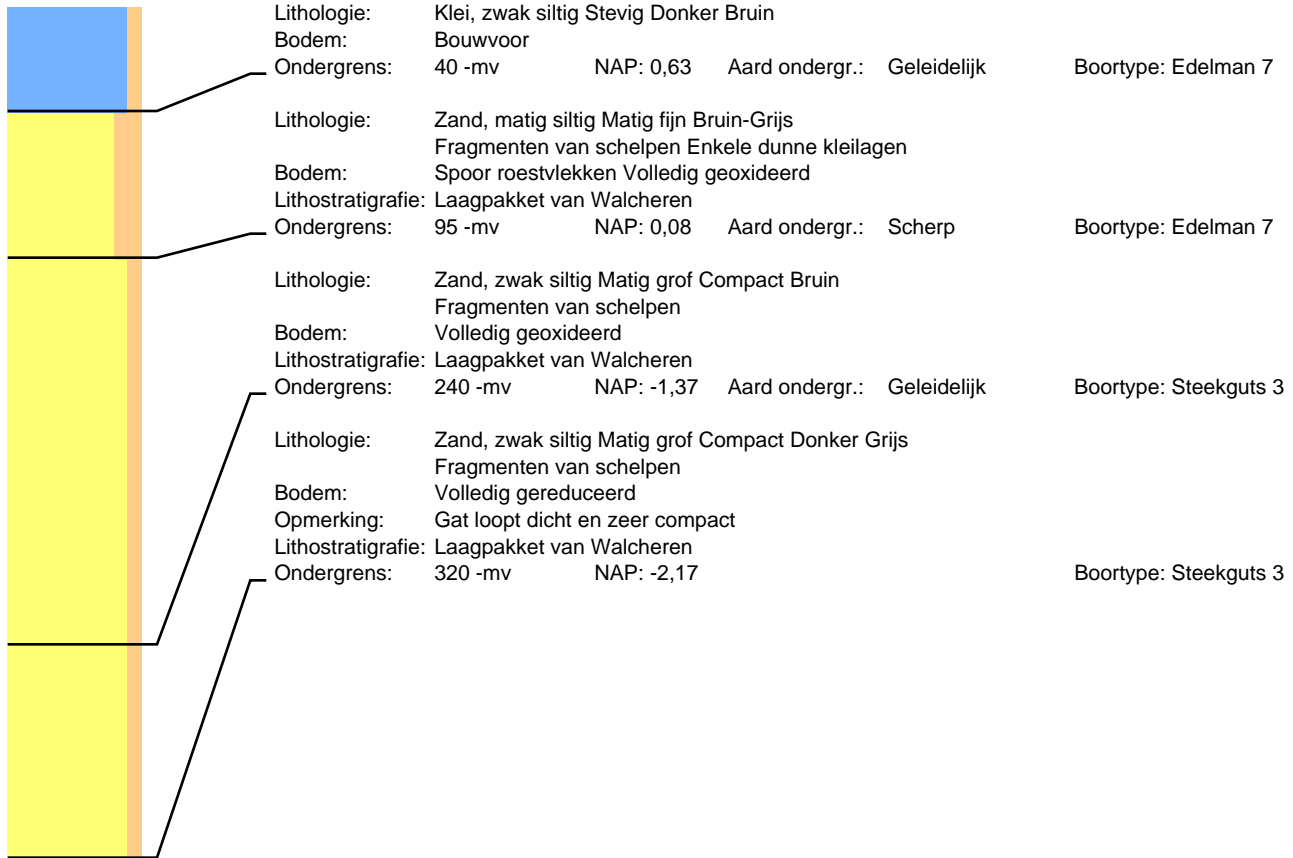 Lithologie: Klei, zwak siltig Stevig Donker Bruin
Bodem: Bouwvoor
Ondergrens: 40 -mv NAP: 0,63 Aard ondergr.: Geleidelijk Boortype: Edelman 7
Lithologie: Zand, matig siltig Matig fijn Bruin-Grijs
Fragmenten van schelpen Enkele dunne kleilagen
Bodem: Spoor roestvlekken Volledig geoxideerd
Lithostratigrafie: Laagpakket van Walcheren
Ondergrens: 95 -mv NAP: 0,08 Aard ondergr.: Scherp Boortype: Edelman 7
Lithologie: Zand, zwak siltig Matig grof Compact Bruin
Fragmenten van schelpen
Bodem: Volledig geoxideerd
Lithostratigrafie: Laagpakket van Walcheren
Ondergrens: 240 -mv NAP: -1,37 Aard ondergr.: Geleidelijk Boortype: Steekguts 3
Lithologie: Zand, zwak siltig Matig grof Compact Donker Grijs
Fragmenten van schelpen
Bodem: Volledig gereduceerd
Opmerking: Gat loopt dicht en zeer compact
Lithostratigrafie: Laagpakket van Walcheren
Ondergrens: 320 -mv NAP: -2,17 Boortype: Steekguts 3